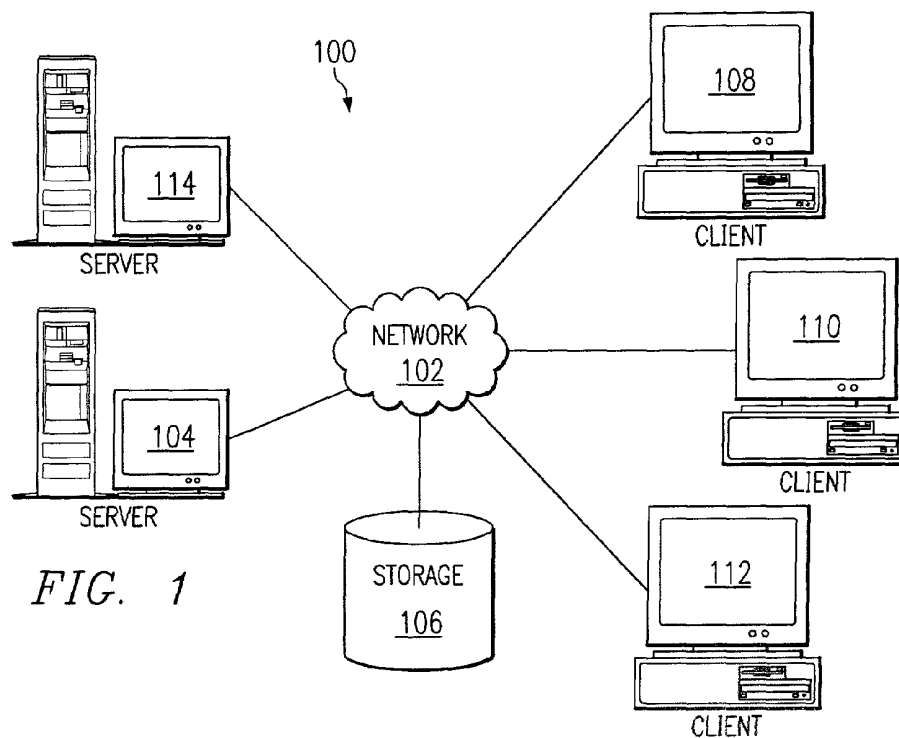 100
108
CLIENT
114
SERVER
NETWORK
102
110
CLIENT
104
SERVER
STORAGE
106
112
CLIENT
FIG. 1